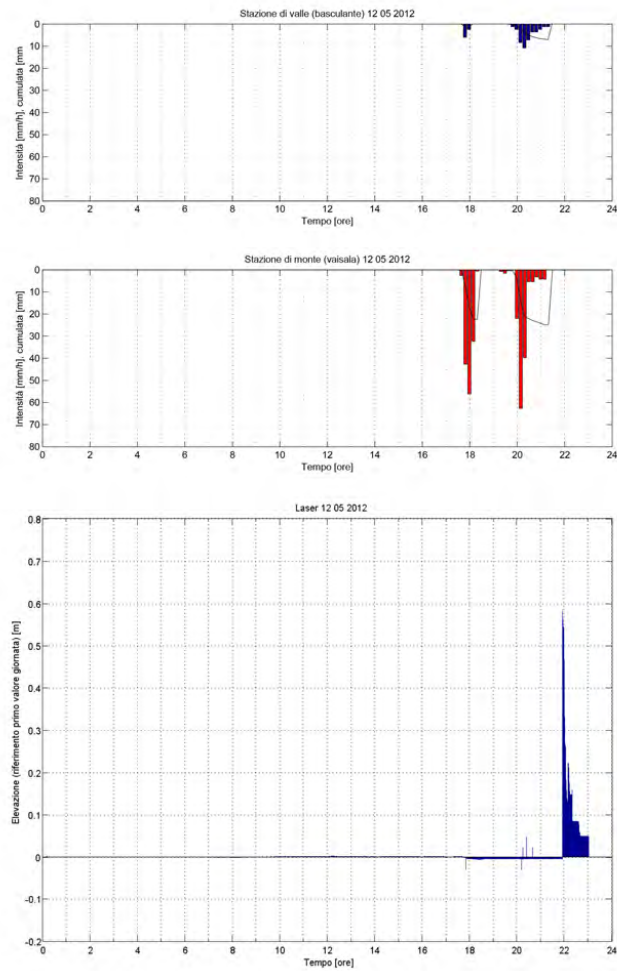 Stazione di valle (basculante) 12 05 2012
Intensità [mm/h], cumulata [mm
0
10
20
30
40
50
60
70
80
0 2 4 6 8 10 12 14 16 18 20 22 24
Tempo [ore]
Stazione di monte (vaisala) 12 05 2012
Intensità [mm/h], cumulata [mm]
0
10
20
30
40
50
60
70
80
0 2 4 6 8 10 12 14 16 18 20 22 24
Tempo [ore]
Laser 12 05 2012
Elevazione (riferimento primo valore giornata) [m]
0.8
0.7
0.6
0.5
0.4
0.3
0.2
0.1
0
-0.1
-0.2
0 2 4 6 8 10 12 14 16 18 20 22 24
Tempo [ore]